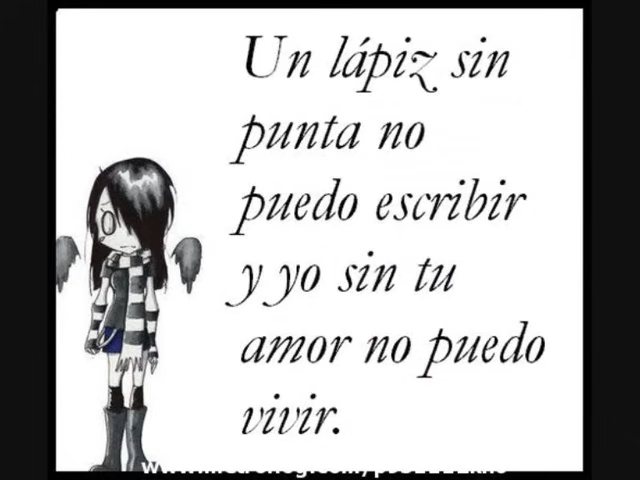 Un lápiz sin
punta no
puedo escribir
y yo sin tu
amor no puedo
vivir.